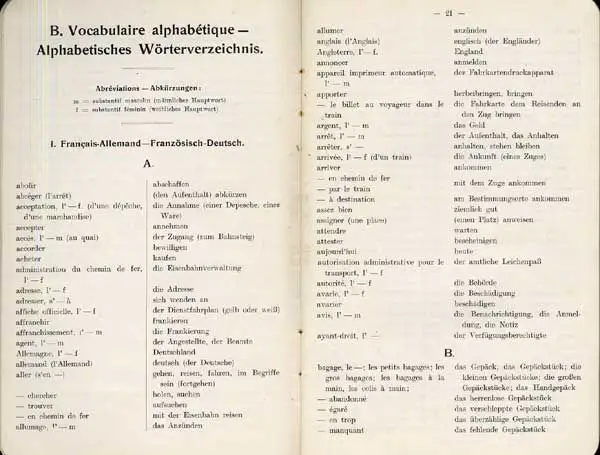 B. Vocabulaire alphabétique —
Alphabetisches Wörterverzeichnis.
Abréviations — Abkürzungen:
m = substantif masculin (männliches Hauptwort)
f = substantif féminin (weibliches Hauptwort)
I. Français-Allemand—Französisch-Deutsch.
A.
abolir abschaffen
abréger (l'arrêt) (den Aufenthalt) abkürzen
acceptation, l' — f. (d'une dépêche, die Annahme (einer Depesche, einer
d'une marchandise) Ware)
accepter annehmen
accès, l' — m (au quai) der Zugang (zum Bahnsteig)
accorder bewilligen
acheter kaufen
administration du chemin de fer, die Eisenbahnverwaltung
l' — f
adresse, l' — f die Adresse
adresser, s' — à sich wenden an
affiche officielle, l' — f der Dienstfahrplan (gelb oder weiß)
affranchir frankieren
affranchissement, l' — m die Frankierung
agent, l' — m der Angestellte, der Beamte
Allemagne, l' — f Deutschland
allemand (l'Allemand) deutsch (der Deutsche)
aller (s'en —) gehen, reisen, fahren, im Begriffe
sein (fortgehen)
— chercher holen, suchen
— trouver aufsuchen
— en chemin de fer mit der Eisenbahn reisen
allumage, l' — m das Anzünden
— 21 —
allumer anzünden
anglais (l'Anglais) englisch (der Engländer)
Angleterre, l' — f England
annoncer anmelden
appareil imprimeur automatique, der Fahrkartendruckapparat
l' — m
apporter herbeibringen, bringen
— le billet au voyageur dans le die Fahrkarte dem Reisenden an
train den Zug bringen
argent, l' — m das Geld
arrêt, l' — m der Aufenthalt, das Anhalten
arrêter, s' — anhalten, stehen bleiben
arrivée, l' — f (d'un train) die Ankunft (eines Zuges)
arriver ankommen
— en chemin de fer
— par le train mit dem Zuge ankommen
— à destination am Bestimmungsorte ankommen
assez bien ziemlich gut
assigner (une place) (einen Platz) anweisen
attendre warten
attester bescheinigen
aujourd'hui heute
autorisation administrative pour le der amtliche Leichenpaß
transport, l' — f
autorité, l' — f die Behörde
avarie, l' — f die Beschädigung
avarier beschädigen
avis, l' — m die Benachrichtigung, die Anmel-
dung, die Notiz
ayant-droit, l' — der Verfügungsberechtigte
B.
bagage, le —; les petits bagages; les das Gepäck, das Gepäckstück; die
gros bagages; les bagages à la kleinen Gepäckstücke; die großen
main, les colis à main; Gepäckstücke; das Handgepäck
— abandonné das herrenlose Gepäckstück
— égaré das verschleppte Gepäckstück
— en trop das überzählige Gepäckstück
— manquant das fehlende Gepäckstück